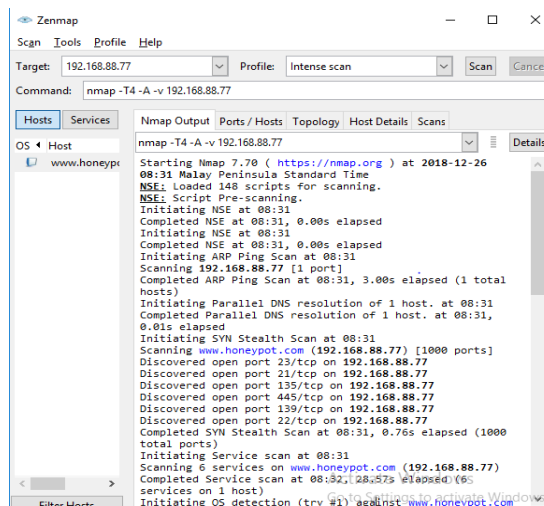 Zenmap
Scan Tools Profile Help
Target: 192.168.88.77 Profile: Intense scan Scan Cance
Command: nmap -T4 -A -v 192.168.88.77
Hosts Services Nmap Output Ports / Hosts Topology Host Details Scans
OS Host nmap -T4 -A -v 192.168.88.77 Details
www.honeypo
Starting Nmap 7.70 ( https://nmap.org ) at 2018-12-26
08:31 Malay Peninsula Standard Time
NSE: Loaded 148 scripts for scanning.
NSE: Script Pre-scanning.
Initiating NSE at 08:31
Completed NSE at 08:31, 0.00s elapsed
Initiating NSE at 08:31
Completed NSE at 08:31, 0.00s elapsed
Initiating ARP Ping Scan at 08:31
Scanning 192.168.88.77 [1 port]
Completed ARP Ping Scan at 08:31, 3.00s elapsed (1 total
hosts)
Initiating Parallel DNS resolution of 1 host. at 08:31
Completed Parallel DNS resolution of 1 host. at 08:31,
0.01s elapsed
Initiating SYN Stealth Scan at 08:31
Scanning www.honeypot.com (192.168.88.77) [1000 ports]
Discovered open port 23/tcp on 192.168.88.77
Discovered open port 21/tcp on 192.168.88.77
Discovered open port 135/tcp on 192.168.88.77
Discovered open port 445/tcp on 192.168.88.77
Discovered open port 139/tcp on 192.168.88.77
Discovered open port 22/tcp on 192.168.88.77
Completed SYN Stealth Scan at 08:31, 0.76s elapsed (1000
total ports)
Initiating Service scan at 08:31
Scanning 6 services on www.honeypot.com (192.168.88.77)
Completed Service scan at 08:32, 28.57s elapsed (6
services on 1 host)
Initiating OS detection (try #1) against www.honeypot.com
Filter Hosts
Go to Settings to activate Windows